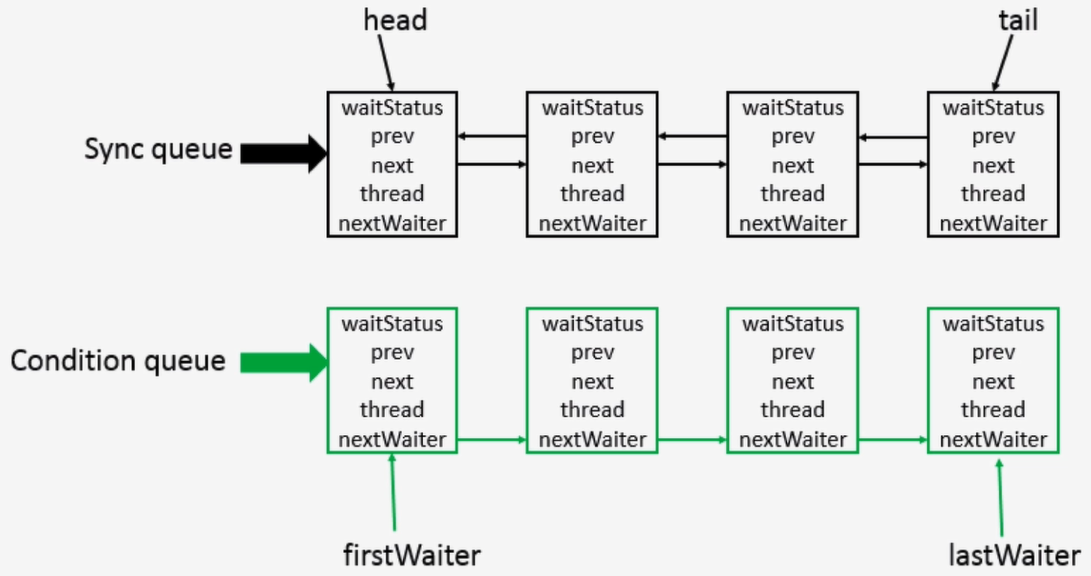 head
tail
Sync queue
waitStatus
prev
next
thread
nextWaiter
waitStatus
prev
next
thread
nextWaiter
waitStatus
prev
next
thread
nextWaiter
waitStatus
prev
next
thread
nextWaiter
Condition queue
waitStatus
prev
next
thread
nextWaiter
waitStatus
prev
next
thread
nextWaiter
waitStatus
prev
next
thread
nextWaiter
waitStatus
prev
next
thread
nextWaiter
firstWaiter
lastWaiter